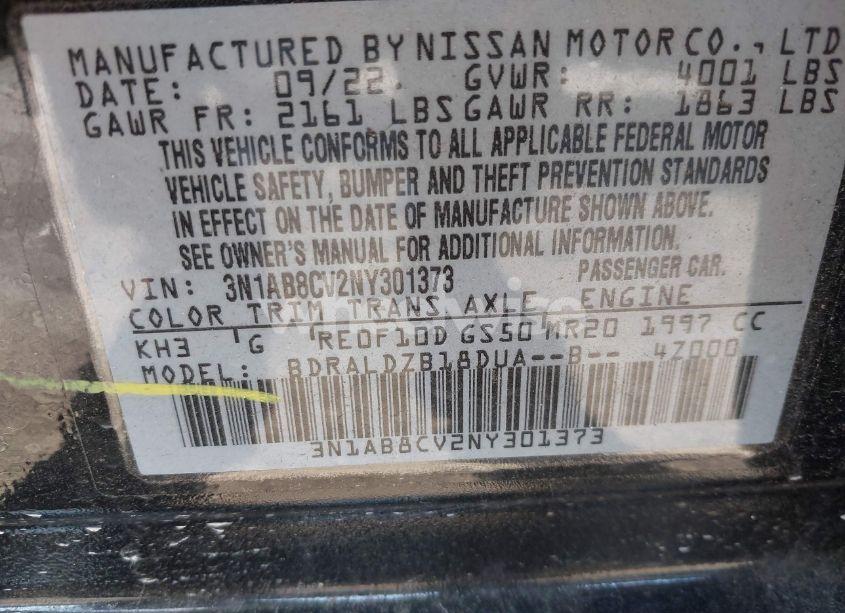 MANUFACTURED BY NISSAN MOTOR CO., LTD
DATE: 09/22. GVWR: 4001 LBS
GAWR FR: 2161 LBS GAWR RR: 1863 LBS
THIS VEHICLE CONFORMS TO ALL APPLICABLE FEDERAL MOTOR
VEHICLE SAFETY, BUMPER AND THEFT PREVENTION STANDARDS
IN EFFECT ON THE DATE OF MANUFACTURE SHOWN ABOVE.
SEE OWNER'S MANUAL FOR ADDITIONAL INFORMATION.
VIN: 3N1AB8CV2NY301373 PASSENGER CAR.
COLOR TRIM TRANS AXLE ENGINE
KH3 G RE0F10D GS50 MR20 1997 CC
MODEL: BDRALDZB18DUA--B-- 4Z000
3N1AB8CV2NY301373